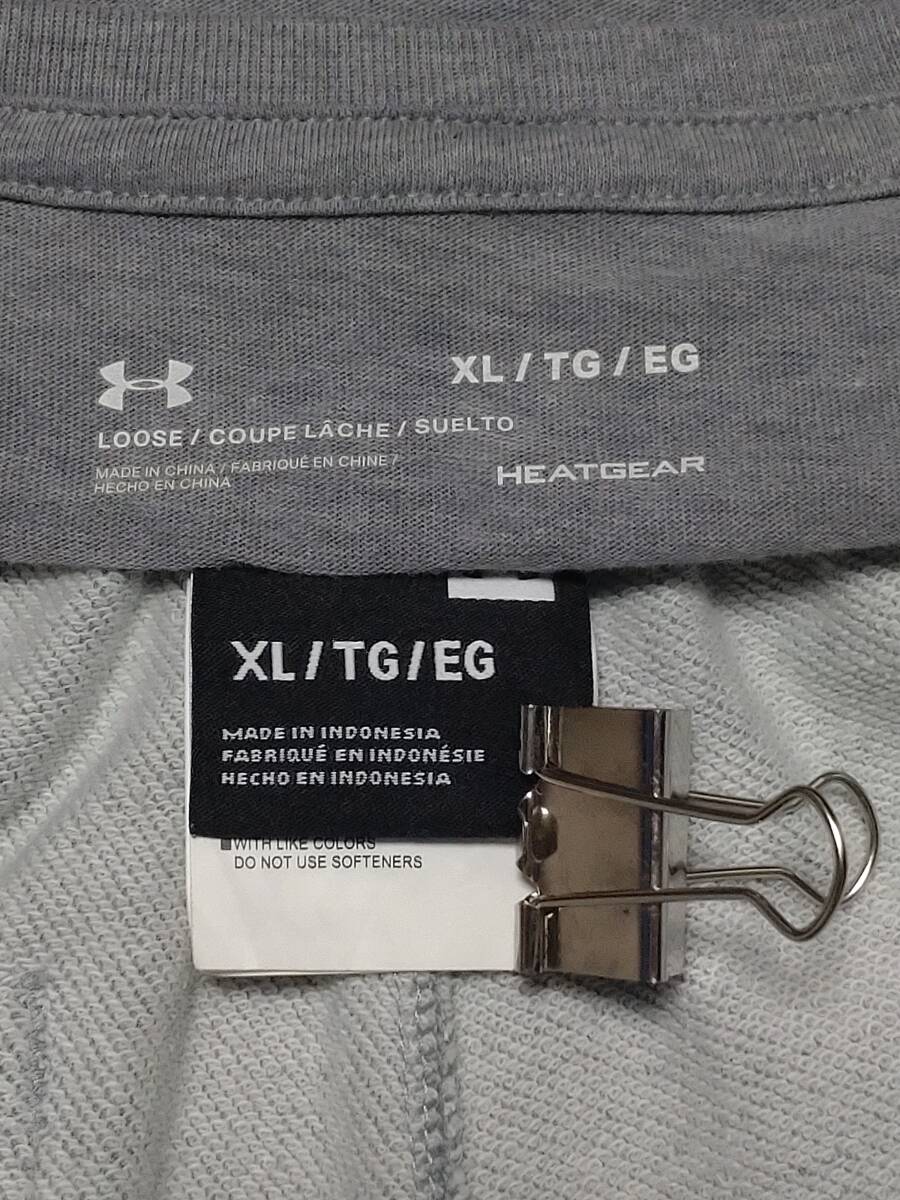 XL / TG / EG
LOOSE / COUPE LÂCHE / SUELTO
MADE IN CHINA / FABRIQUÉ EN CHINE /
HECHO EN CHINA
HEATGEAR
XL/TG/EG
MADE IN INDONESIA
FABRIQUÉ EN INDONÉSIE
HECHO EN INDONESIA
WITH LIKE COLORS
DO NOT USE SOFTENERS